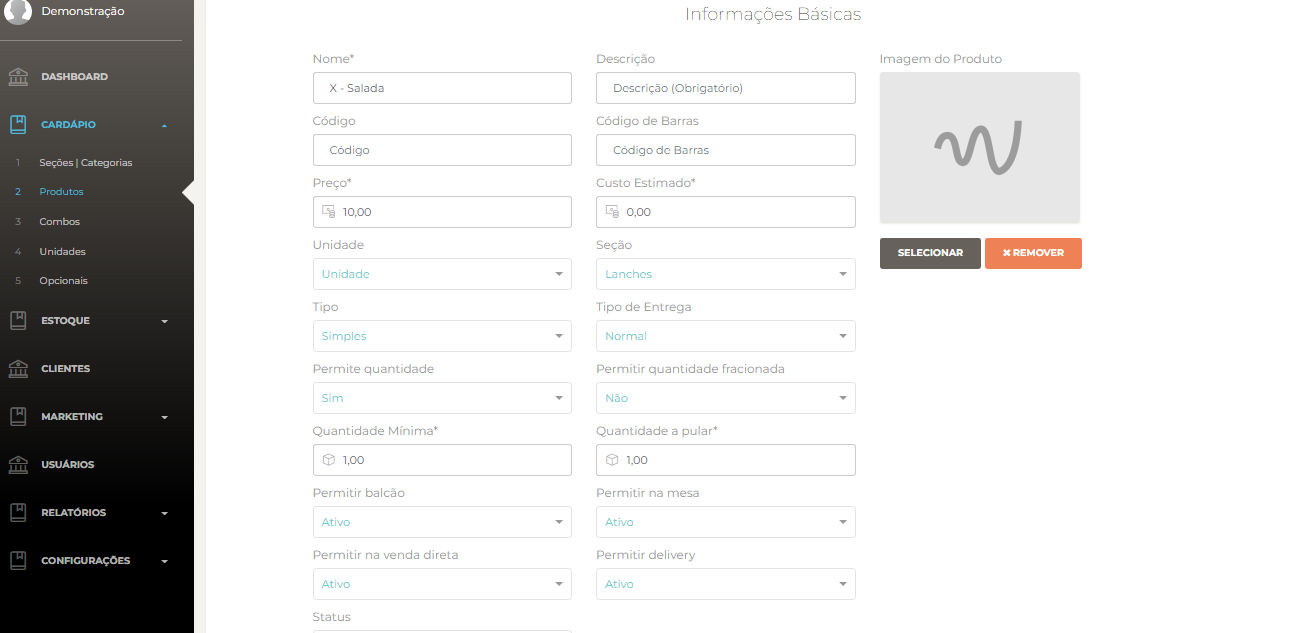 Demonstração
DASHBOARD
CARDÁPIO
1 Seções | Categorias
2 Produtos
3 Combos
4 Unidades
5 Opcionais
ESTOQUE
CLIENTES
MARKETING
USUÁRIOS
RELATÓRIOS
CONFIGURAÇÕES
Informações Básicas
Nome* Descrição Imagem do Produto
X - Salada Descrição (Obrigatório)
Código Código de Barras
Código Código de Barras
Preço* Custo Estimado*
10,00 0,00
SELECIONAR ✖ REMOVER
Unidade Seção
Unidade Lanches
Tipo Tipo de Entrega
Simples Normal
Permite quantidade Permitir quantidade fracionada
Sim Não
Quantidade Mínima* Quantidade a pular*
1,00 1,00
Permitir balcão Permitir na mesa
Ativo Ativo
Permitir na venda direta Permitir delivery
Ativo Ativo
Status